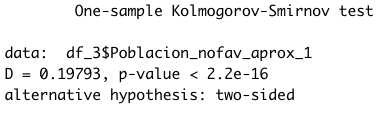 One-sample Kolmogorov-Smirnov test
data:  df_3$Poblacion_nofav_aprox_1
D = 0.19793, p-value < 2.2e-16
alternative hypothesis: two-sided